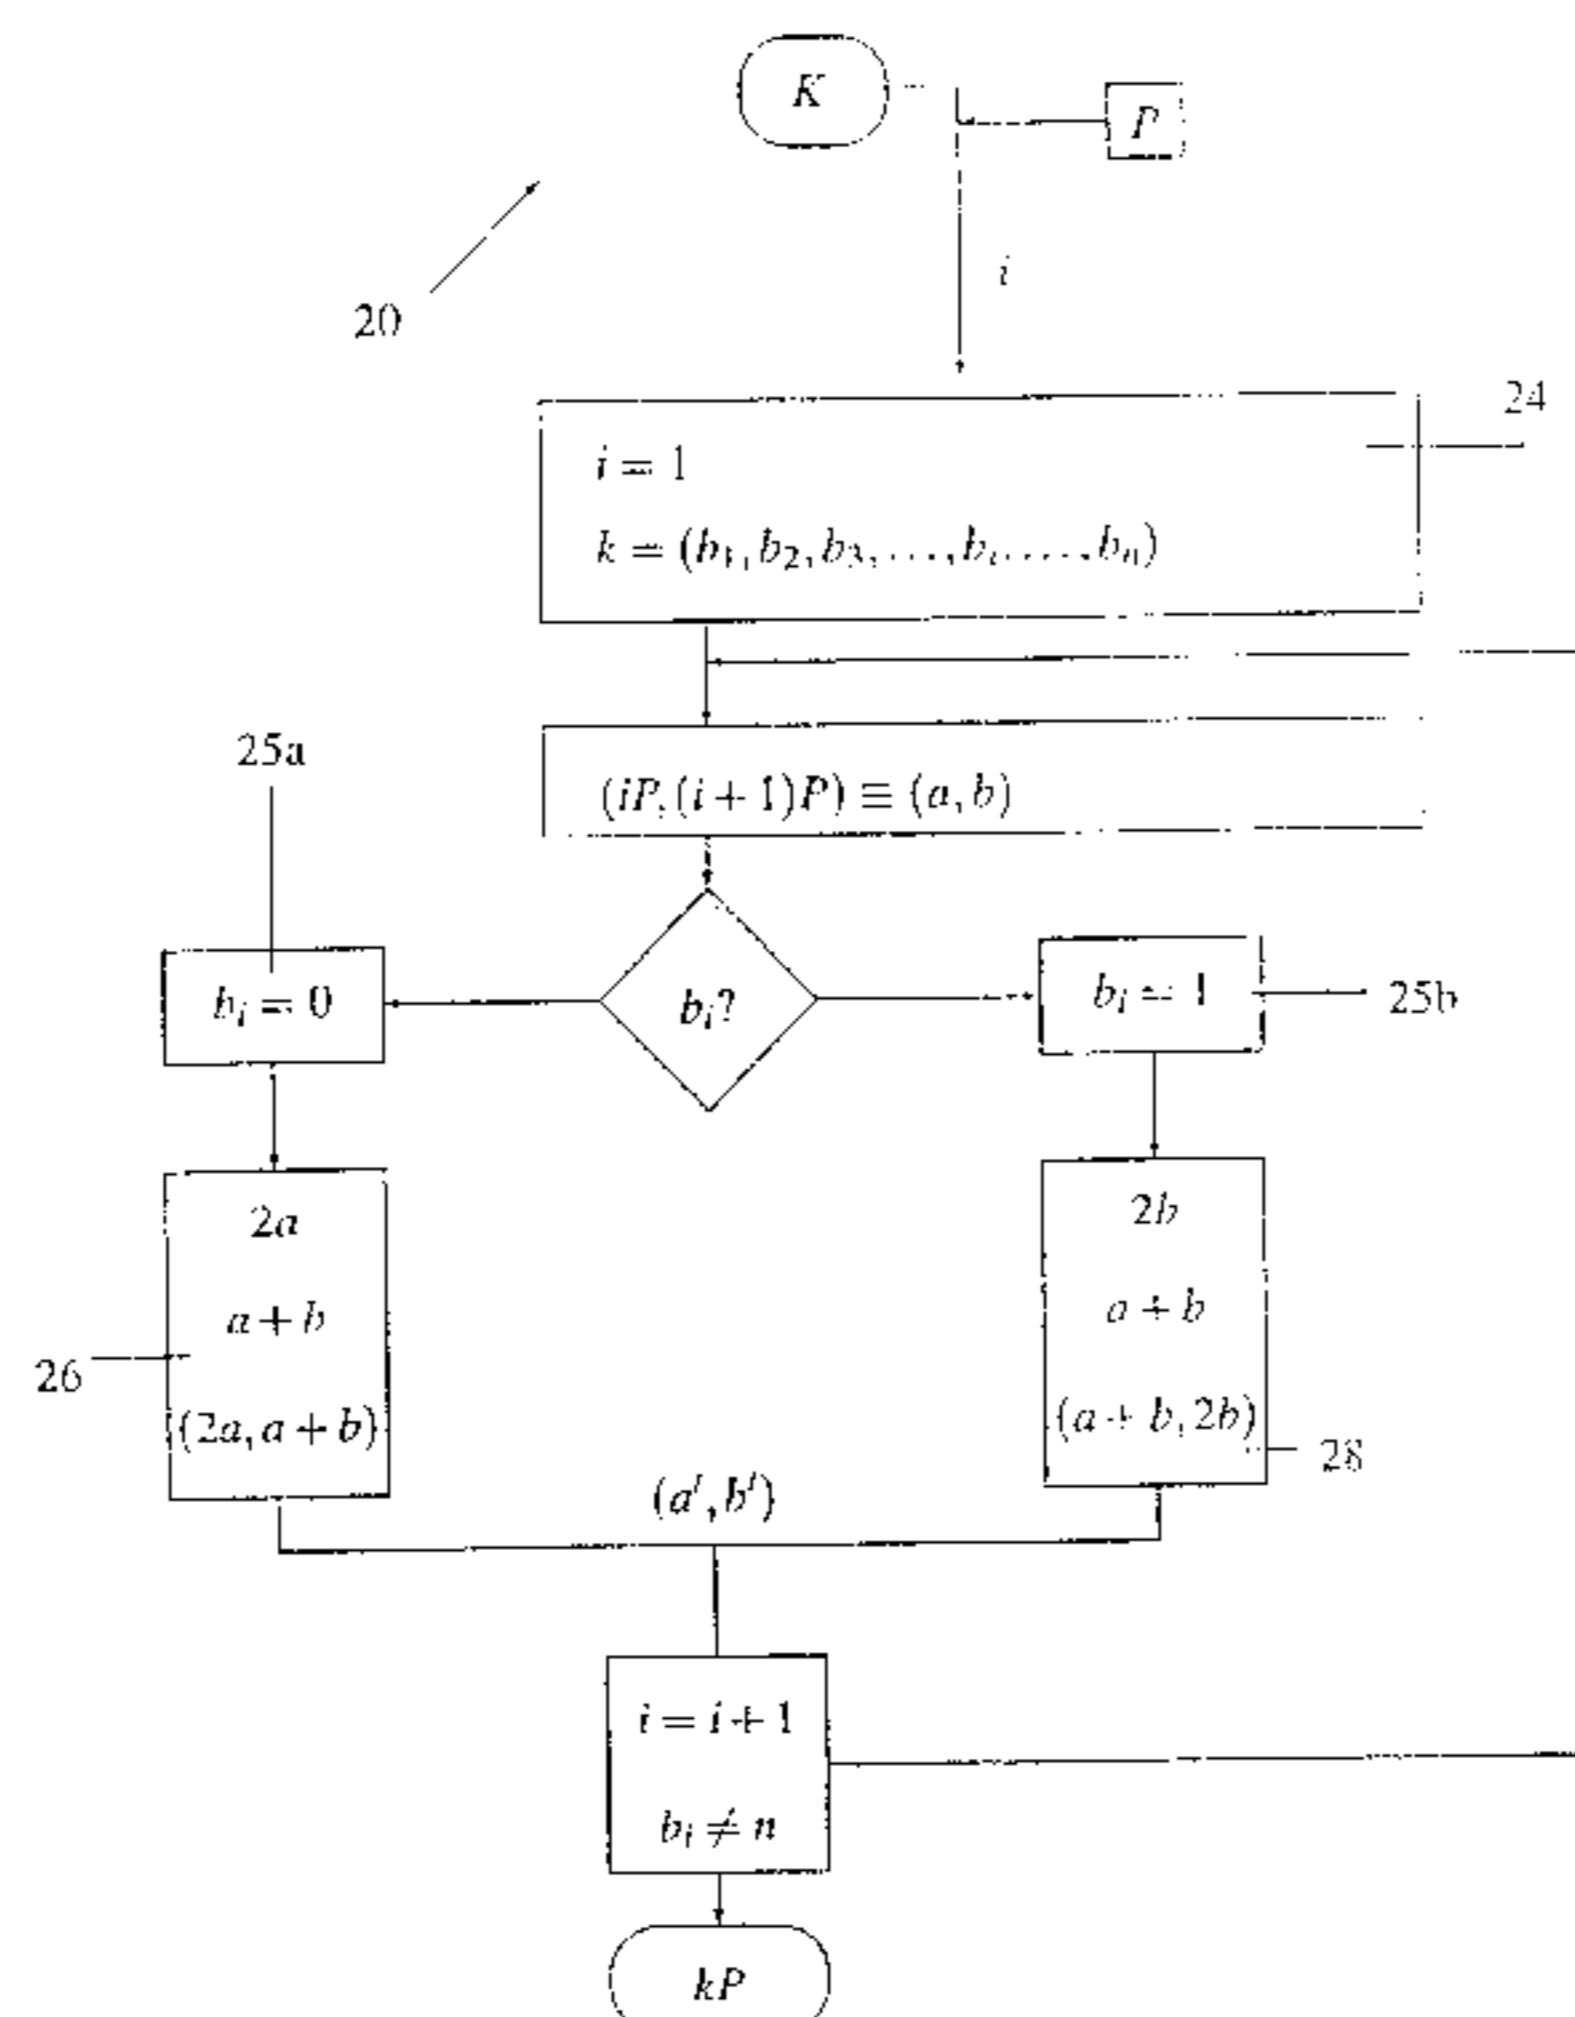 K
P
i
20
24
i = 1
k = (b₁, b₂, b₃, ..., bᵢ, ..., bₙ)
25a
(iP, (i + 1)P) ≡ (a, b)
bᵢ = 0
bᵢ?
bᵢ = 1
25b
2a
a + b
(2a, a + b)
26
2b
a + b
(a + b, 2b)
28
(a′, b′)
i = i + 1
bᵢ ≠ n
kP